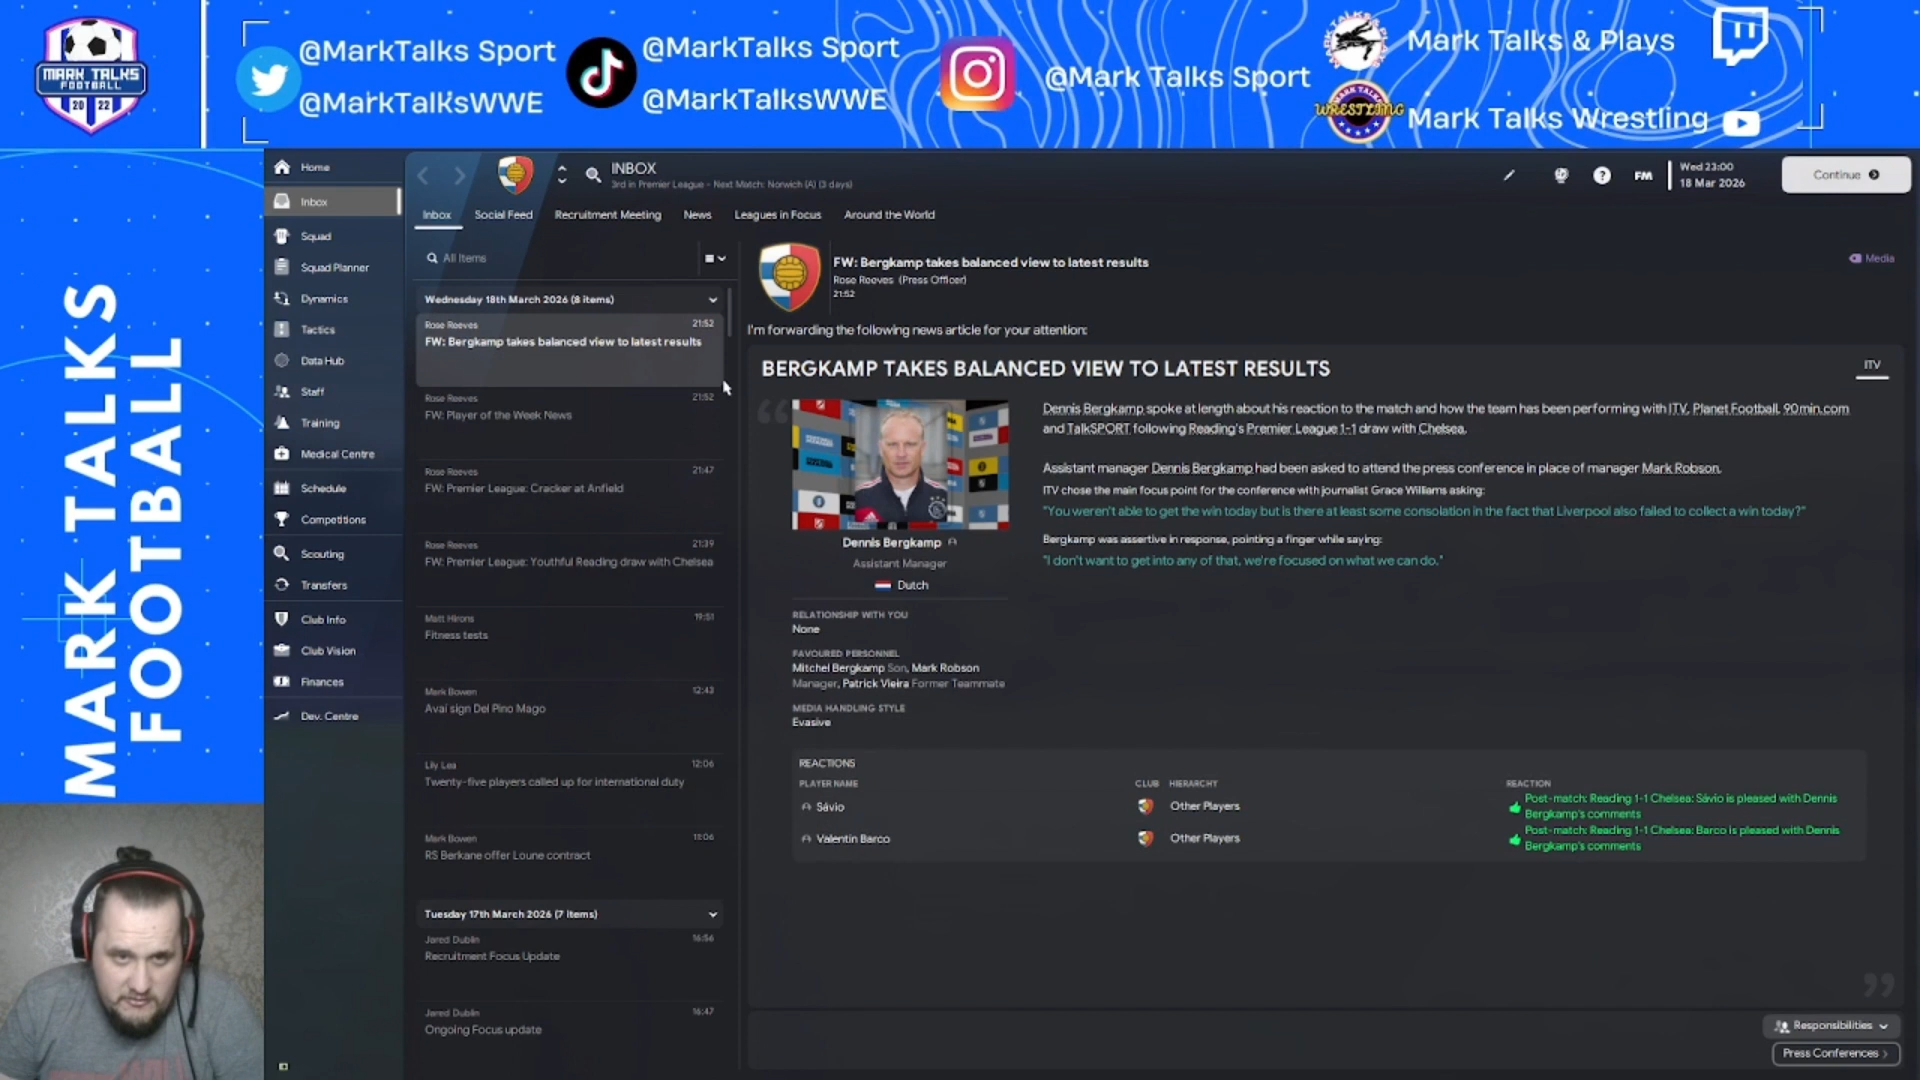 MARK TALKS
FOOTBALL
20 22
@MarkTalks Sport
@MarkTalksWWE
@MarkTalks Sport
@MarkTalksWWE
@Mark Talks Sport
Mark Talks & Plays
WRESTLING
Mark Talks Wrestling
MARK TALKS
FOOTBALL
Home
Inbox
Squad
Squad Planner
Dynamics
Tactics
Data Hub
Staff
Training
Medical Centre
Schedule
Competitions
Scouting
Transfers
Club Info
Club Vision
Finances
Dev. Centre
INBOX
3rd in Premier League - Next Match: Norwich (A) (3 days)
FM
Wed 23:00
18 Mar 2026
Continue
Inbox
Social Feed
Recruitment Meeting
News
Leagues in Focus
Around the World
All Items
Wednesday 18th March 2026 (8 items)
Rose Reeves 21:52
FW: Bergkamp takes balanced view to latest results
Rose Reeves 21:52
FW: Player of the Week News
Rose Reeves 21:47
FW: Premier League: Cracker at Anfield
Rose Reeves 21:39
FW: Premier League: Youthful Reading draw with Chelsea
Matt Hirons 19:51
Fitness tests
Mark Bowen 12:43
Avaí sign Del Pino Mago
Lily Lea 12:06
Twenty-five players called up for international duty
Mark Bowen 11:06
RS Berkane offer Loune contract
Tuesday 17th March 2026 (7 items)
Jared Dublin 16:56
Recruitment Focus Update
Jared Dublin 16:47
Ongoing Focus update
FW: Bergkamp takes balanced view to latest results
Rose Reeves (Press Officer)
21:52
Media
I'm forwarding the following news article for your attention:
BERGKAMP TAKES BALANCED VIEW TO LATEST RESULTS
ITV
Dennis Bergkamp spoke at length about his reaction to the match and how the team has been performing with ITV, Planet Football, 90min.com
and TalkSPORT following Reading's Premier League 1-1 draw with Chelsea.
Assistant manager Dennis Bergkamp had been asked to attend the press conference in place of manager Mark Robson.
ITV chose the main focus point for the conference with journalist Grace Williams asking:
"You weren't able to get the win today but is there at least some consolation in the fact that Liverpool also failed to collect a win today?"
Bergkamp was assertive in response, pointing a finger while saying:
"I don't want to get into any of that, we're focused on what we can do."
Dennis Bergkamp
Assistant Manager
Dutch
RELATIONSHIP WITH YOU
None
FAVOURED PERSONNEL
Mitchel Bergkamp Son, Mark Robson
Manager, Patrick Vieira Former Teammate
MEDIA HANDLING STYLE
Evasive
REACTIONS
PLAYER NAME CLUB HIERARCHY REACTION
Sávio Other Players Post-match: Reading 1-1 Chelsea: Sávio is pleased with Dennis
Bergkamp's comments
Valentín Barco Other Players Post-match: Reading 1-1 Chelsea: Barco is pleased with Dennis
Bergkamp's comments
Responsibilities
Press Conferences